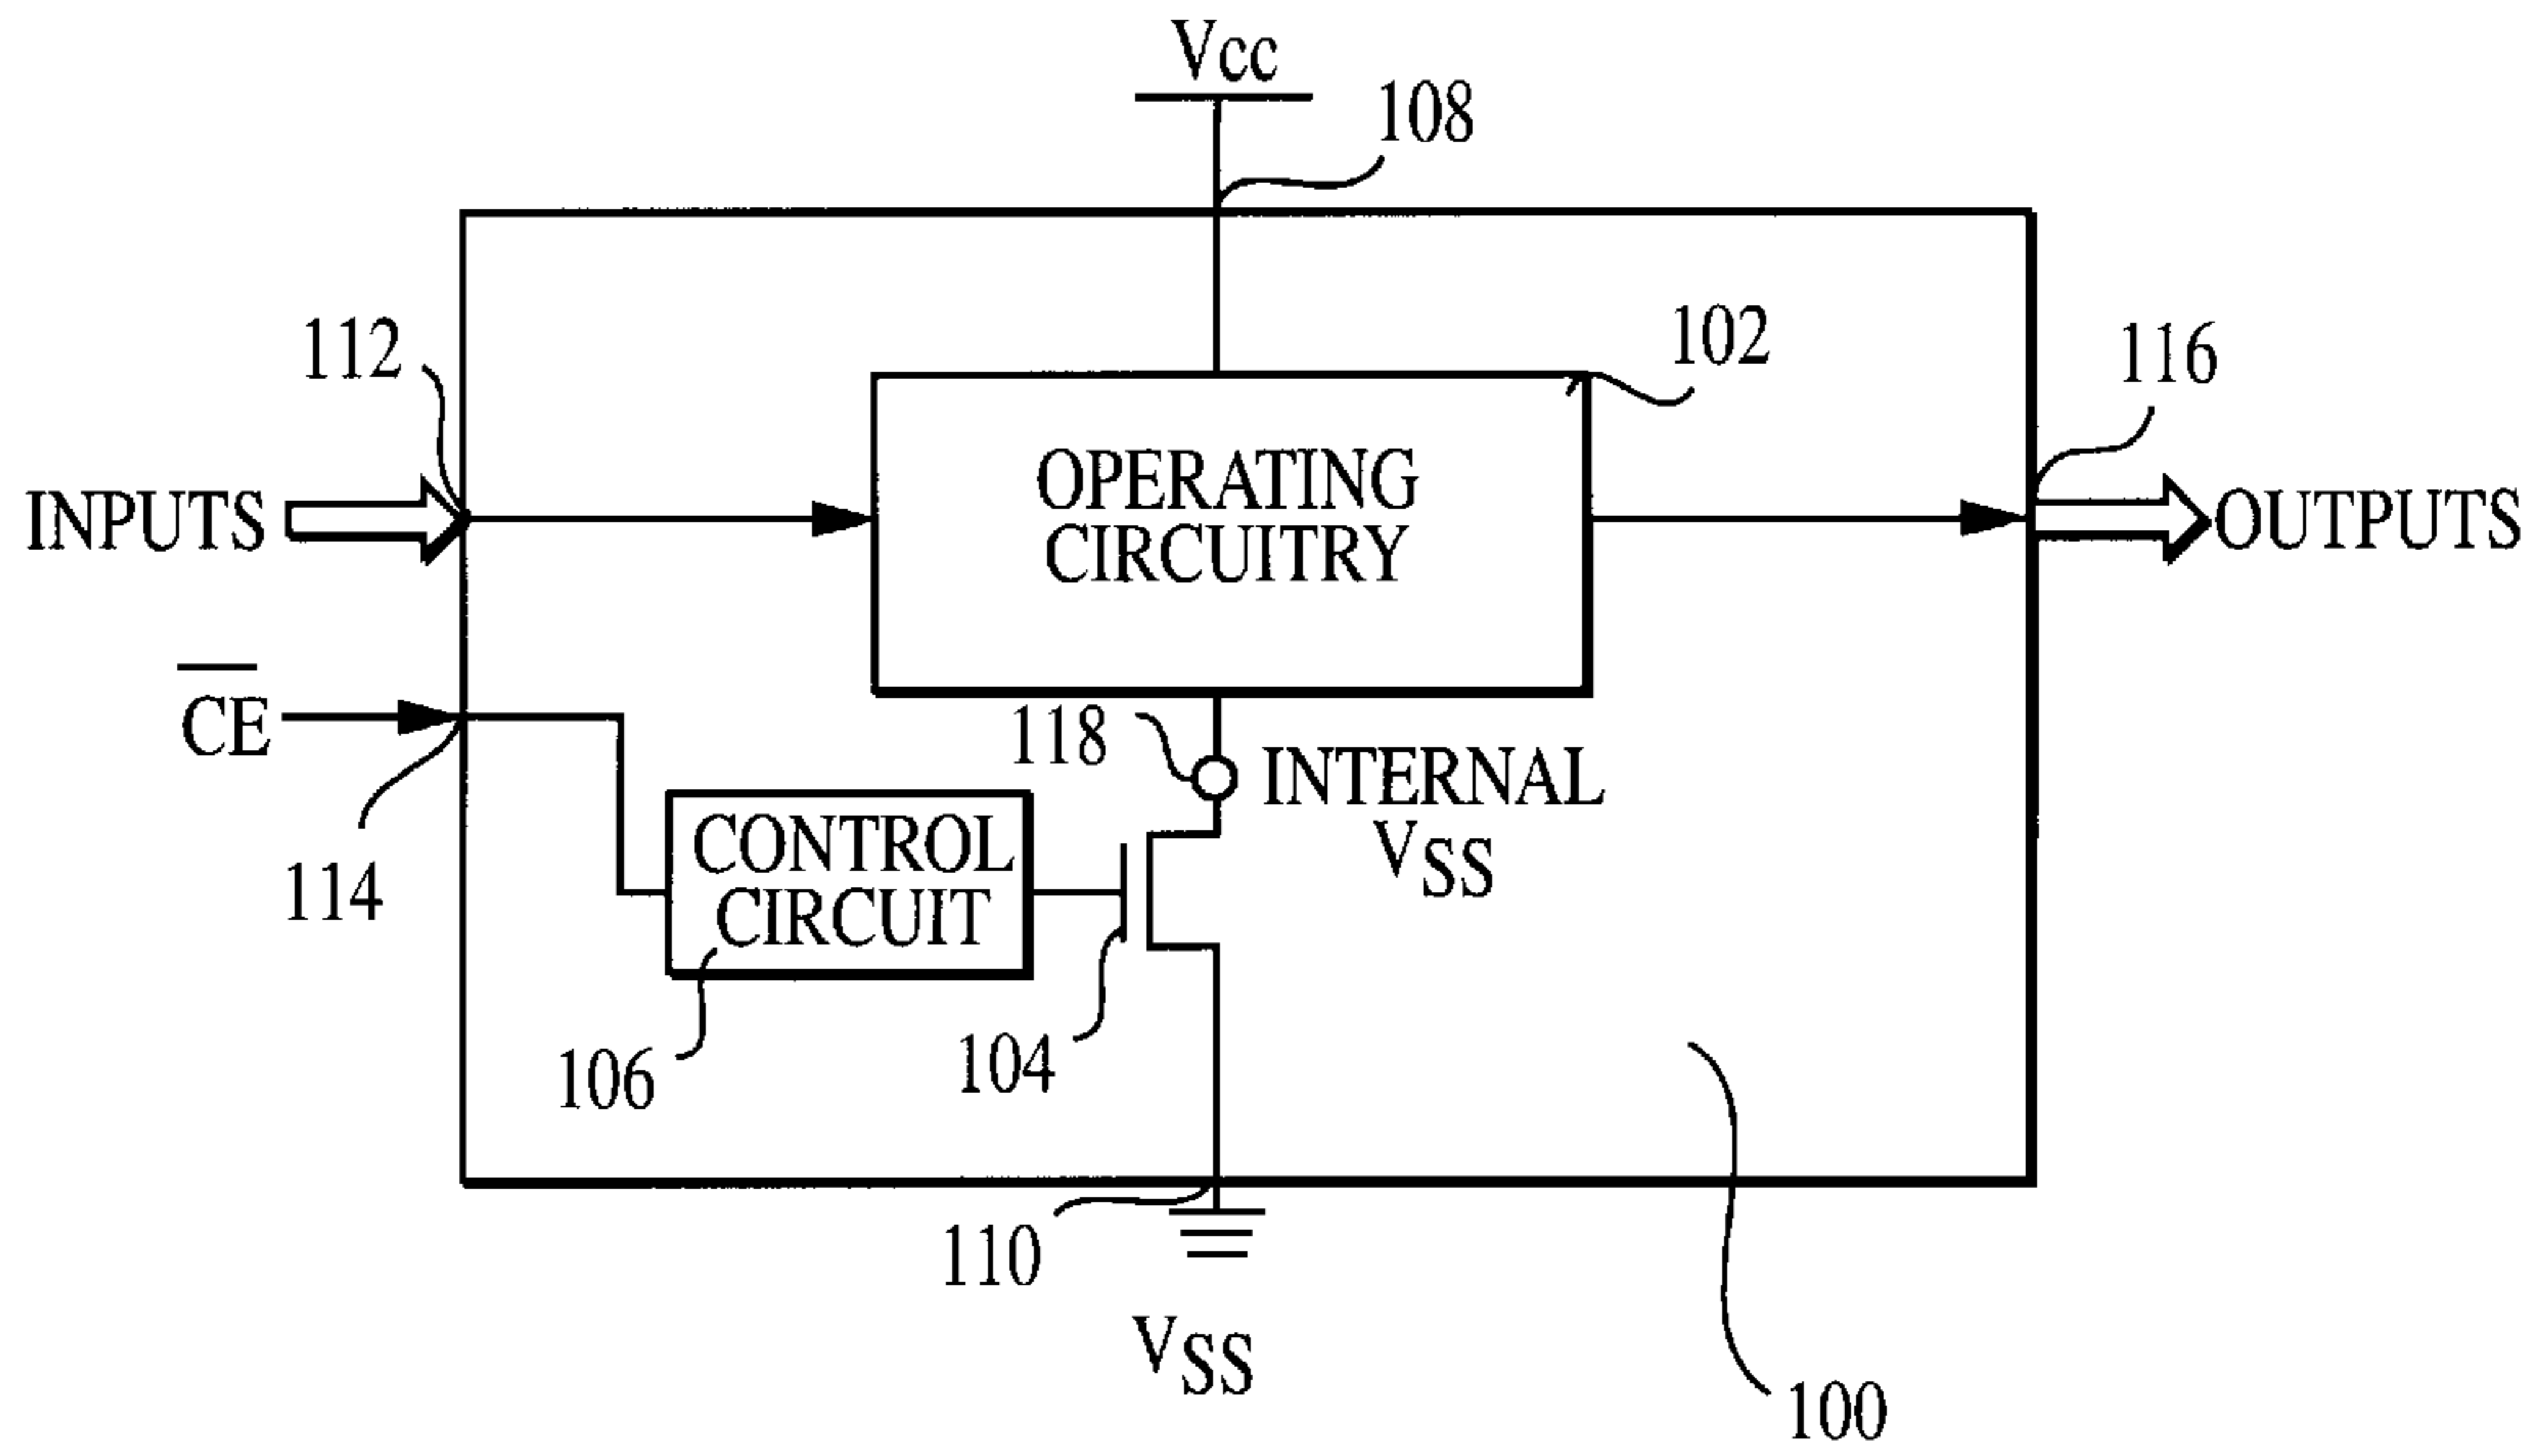 Vcc
108
112
102
116
INPUTS
OPERATING
CIRCUITRY
OUTPUTS
C̅E̅
118
INTERNAL
VSS
114
CONTROL
CIRCUIT
106
104
110
VSS
100